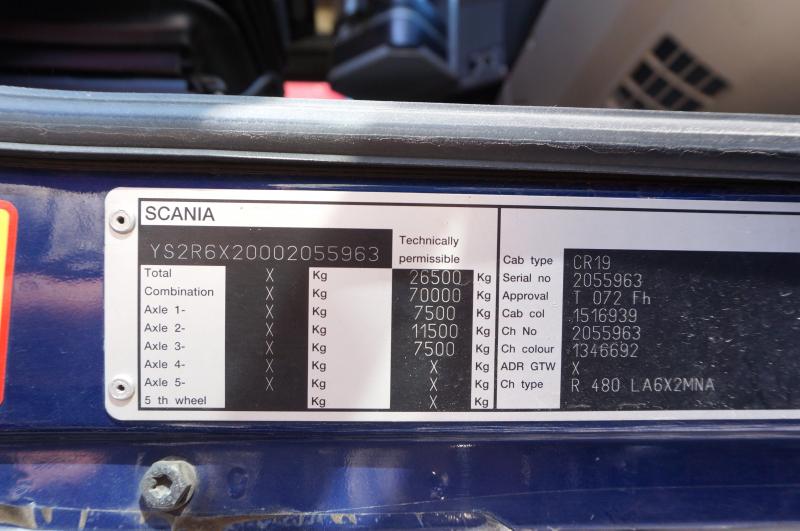 SCANIA
YS2R6X20002055963
Technically
permissible
Total X Kg 26500 Kg
Combination X Kg 70000 Kg
Axle 1- X Kg 7500 Kg
Axle 2- X Kg 11500 Kg
Axle 3- X Kg 7500 Kg
Axle 4- X Kg X Kg
Axle 5- X Kg X Kg
5 th wheel Kg X Kg
Cab type CR19
Serial no 2055963
Approval T 072 Fh
Cab col 1516939
Ch No 2055963
Ch colour 1346692
ADR GTW X
Ch type R 480 LA6X2MNA